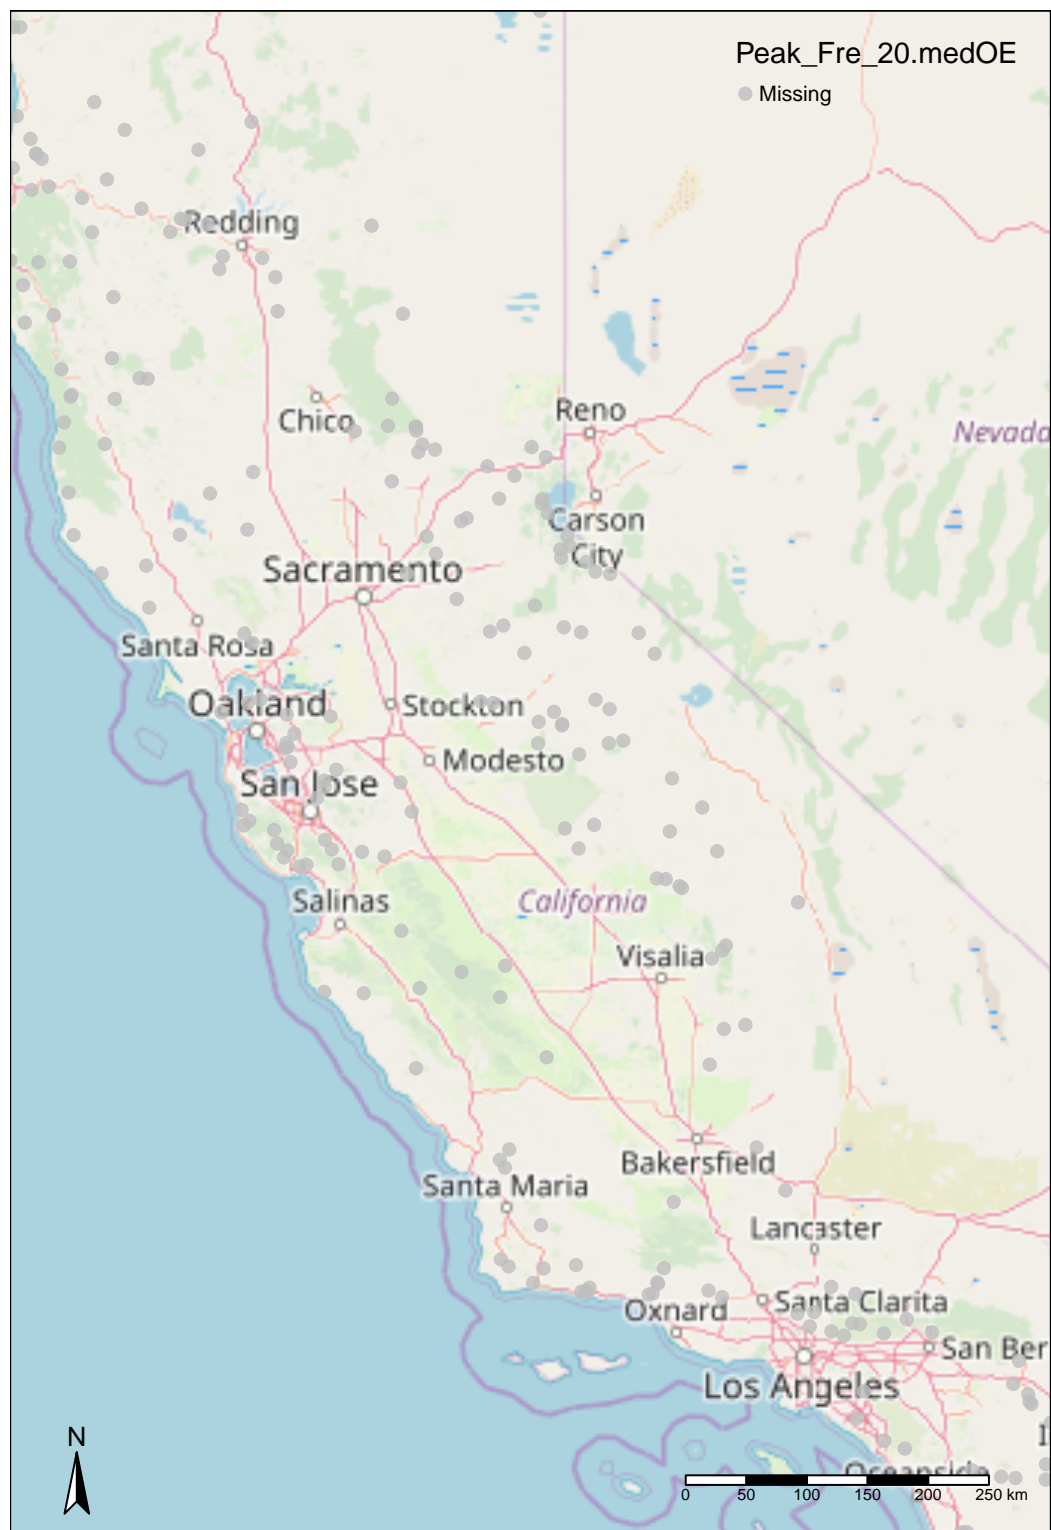 Peak_Fre_20.medOE
Missing
Redding
Chico
Reno
Nevada
Carson
City
Sacramento
Santa Rosa
Oakland
Stockton
Modesto
San Jose
Salinas
California
Visalia
Bakersfield
Santa Maria
Lancaster
Santa Clarita
Oxnard
San Ber
Los Angeles
N
1
Oceanside
0 50 100 150 200 250 km